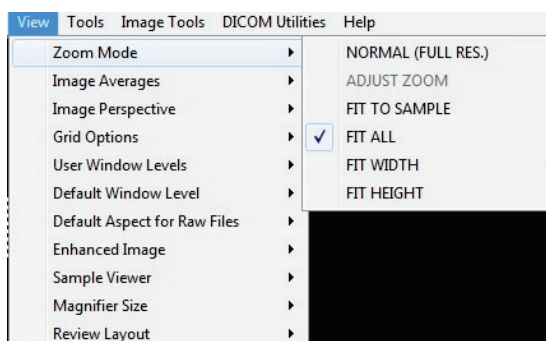 View Tools Image Tools DICOM Utilities Help
Zoom Mode
Image Averages
Image Perspective
Grid Options
User Window Levels
Default Window Level
Default Aspect for Raw Files
Enhanced Image
Sample Viewer
Magnifier Size
Review Layout
NORMAL (FULL RES.)
ADJUST ZOOM
FIT TO SAMPLE
FIT ALL
FIT WIDTH
FIT HEIGHT